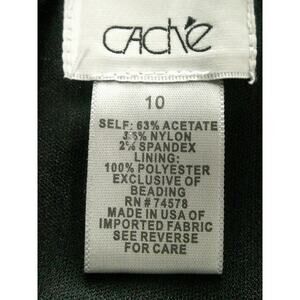 CACHé
10
SELF: 63% ACETATE
35% NYLON
2% SPANDEX
LINING:
100% POLYESTER
EXCLUSIVE OF
BEADING
RN # 74578
MADE IN USA OF
IMPORTED FABRIC
SEE REVERSE
FOR CARE